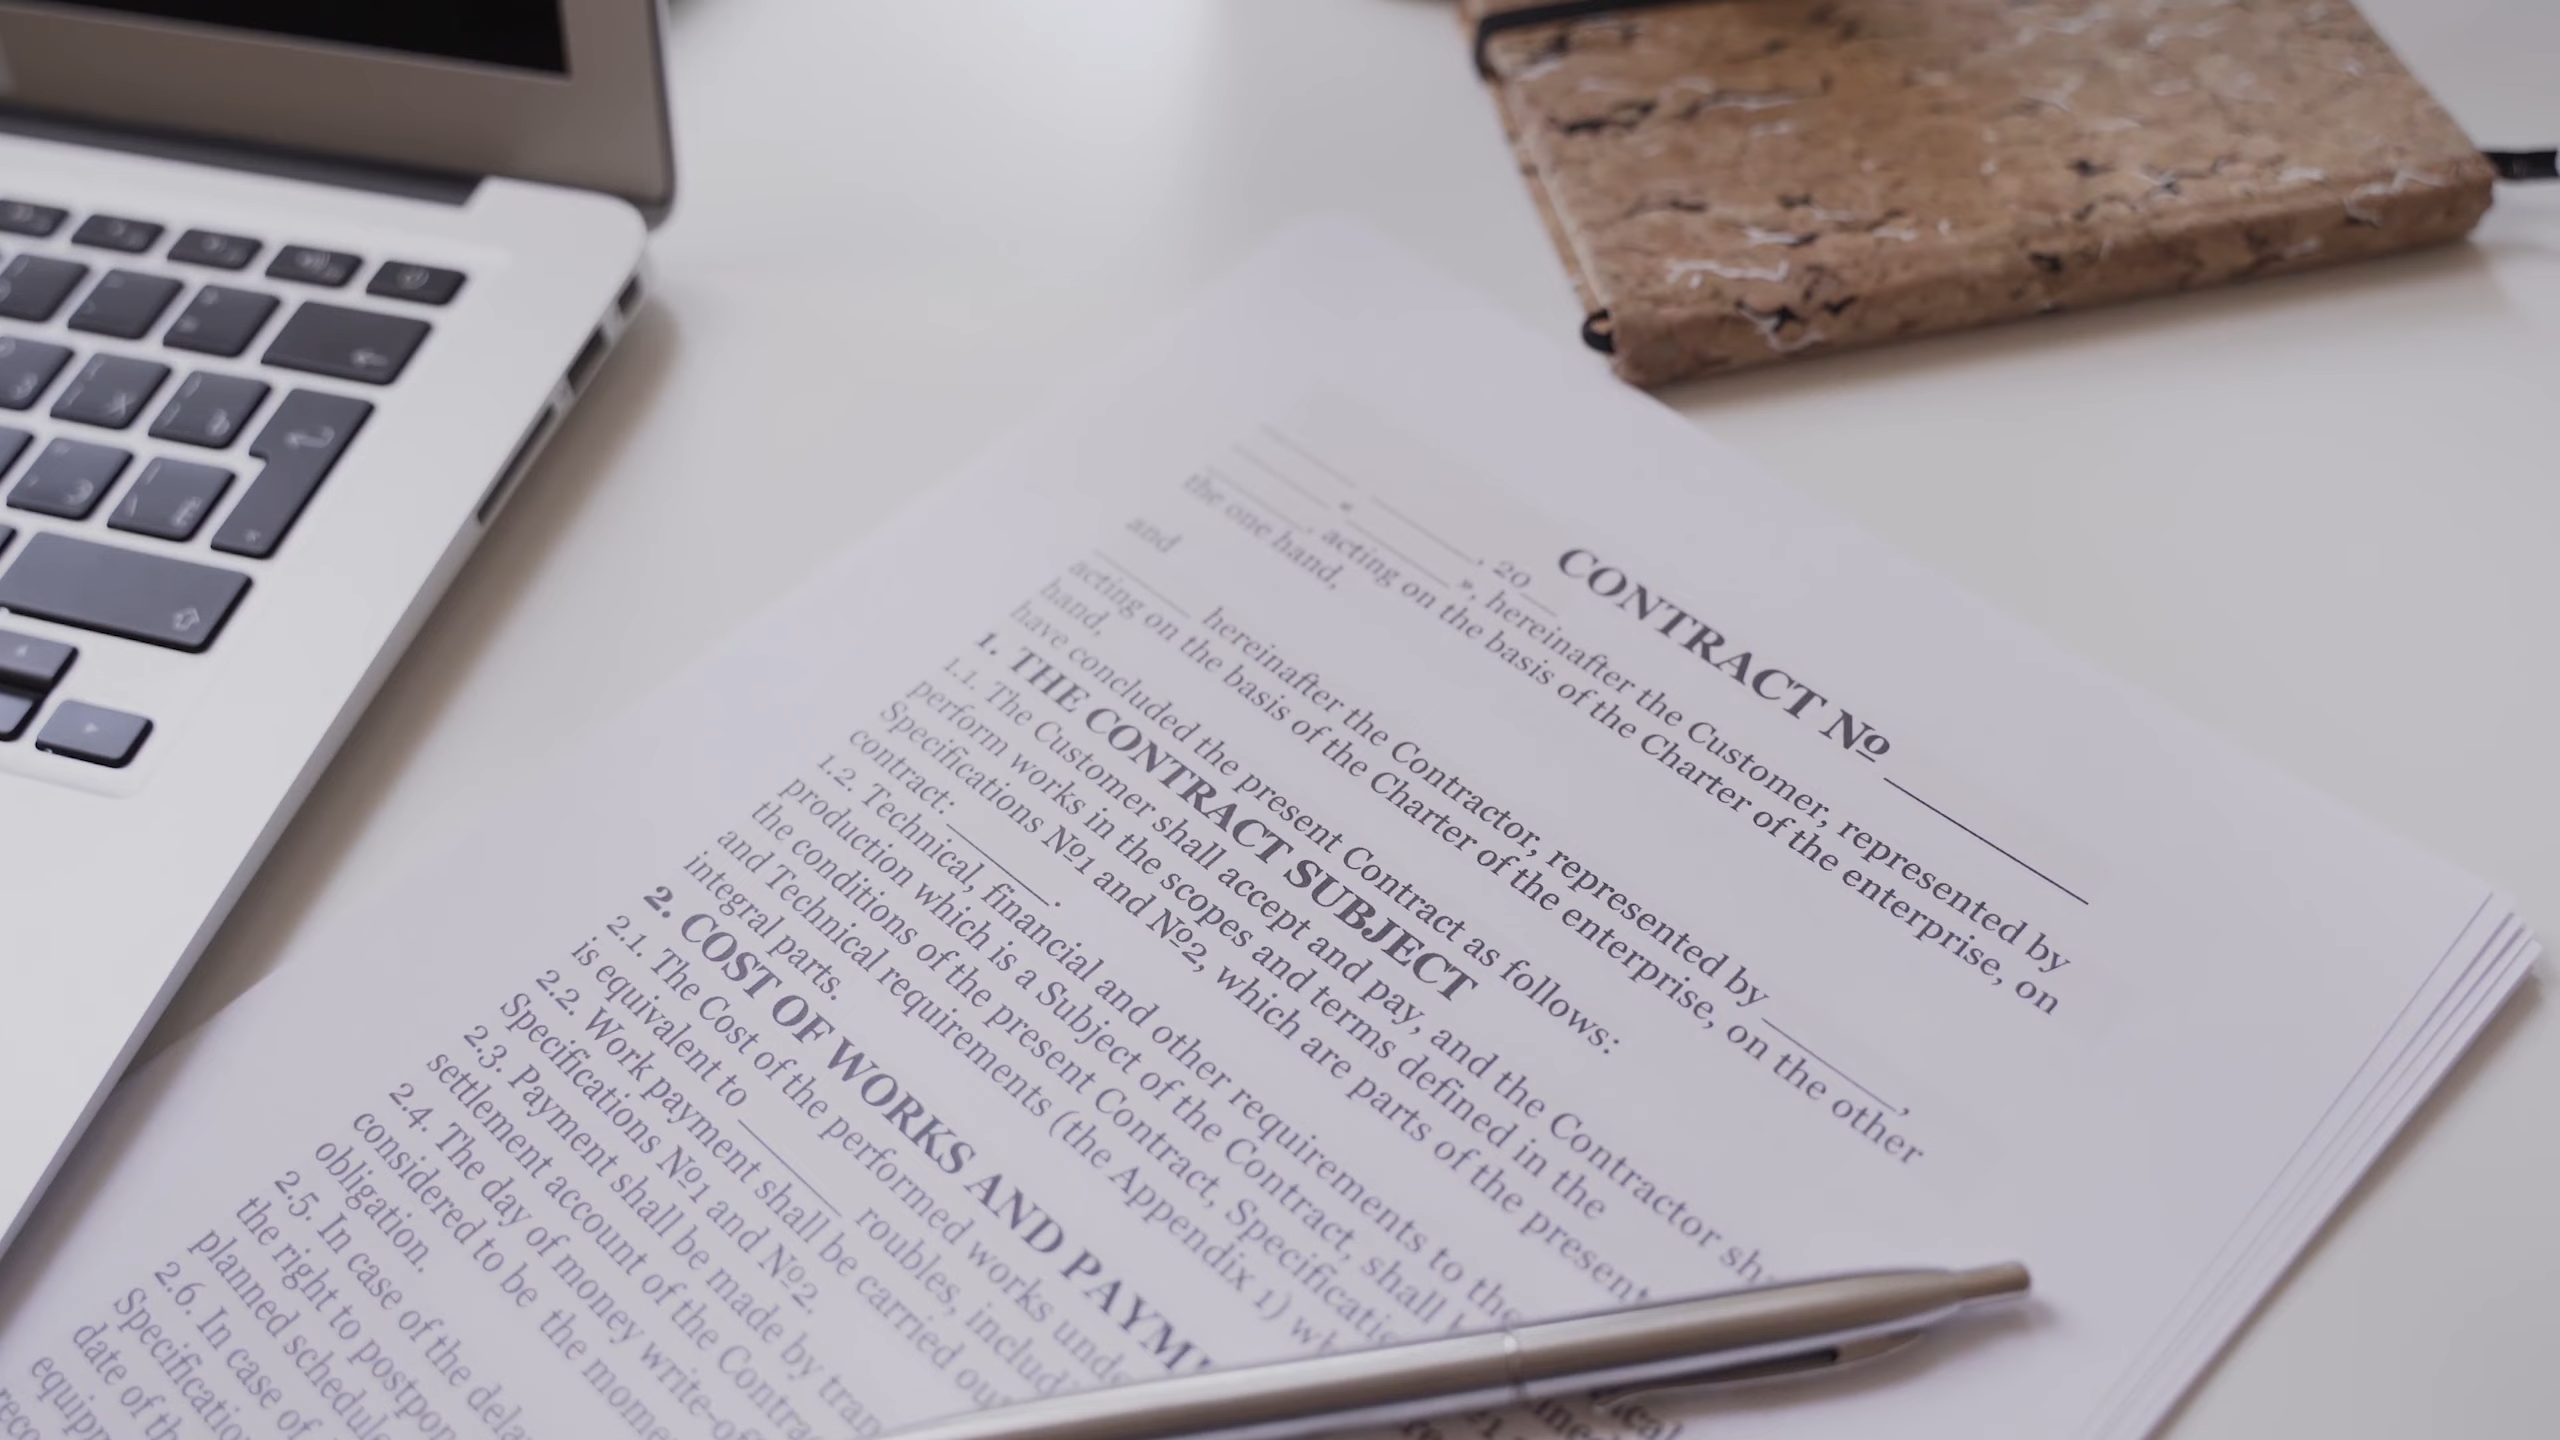 CONTRACT №
20
», hereinafter the Customer, represented by
, acting on the basis of the Charter of the enterprise, on
the one hand,
and
hereinafter the Contractor, represented by ,
acting on the basis of the Charter of the enterprise, on the other
hand,
have concluded the present Contract as follows:
1. THE CONTRACT SUBJECT
1.1. The Customer shall accept and pay, and the Contractor
perform works in the scopes and terms defined in the
Specifications №1 and №2, which are parts of the present
contract: .
1.2. Technical, financial and other requirements to the
production which is a Subject of the Contract, shall
the conditions of the present Contract, Specificatio
and Technical requirements (the Appendix 1) wh
integral parts.
2. COST OF WORKS AND PAYM
2.1. The Cost of the performed works unde
is equivalent to roubles, includ
2.2. Work payment shall be carried out
Specifications №1 and №2.
2.3. Payment shall be made by tran
settlement account of the Contra
2.4. The day of money write-of
considered to be the mome
obligation.
2.5. In case of the dela
the right to postpon
planned schedule
2.6. In case of
Specification
date of th
equipp